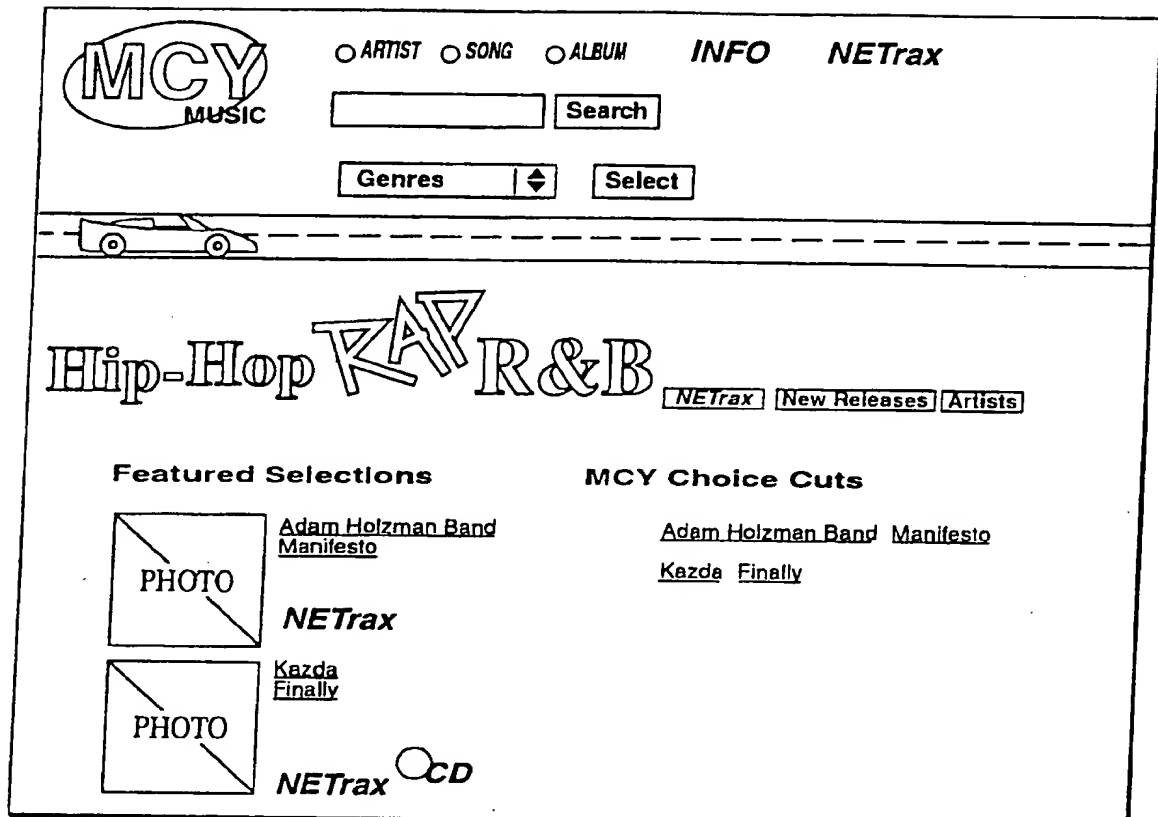 MCY MUSIC
ARTIST SONG ALBUM INFO NETrax
Search
Genres Select
Hip-Hop RAP R&B NETrax New Releases Artists
Featured Selections
Adam Holzman Band
Manifesto
PHOTO
NETrax
Kazda
Finally
PHOTO
NETrax CD
MCY Choice Cuts
Adam Holzman Band Manifesto
Kazda Finally